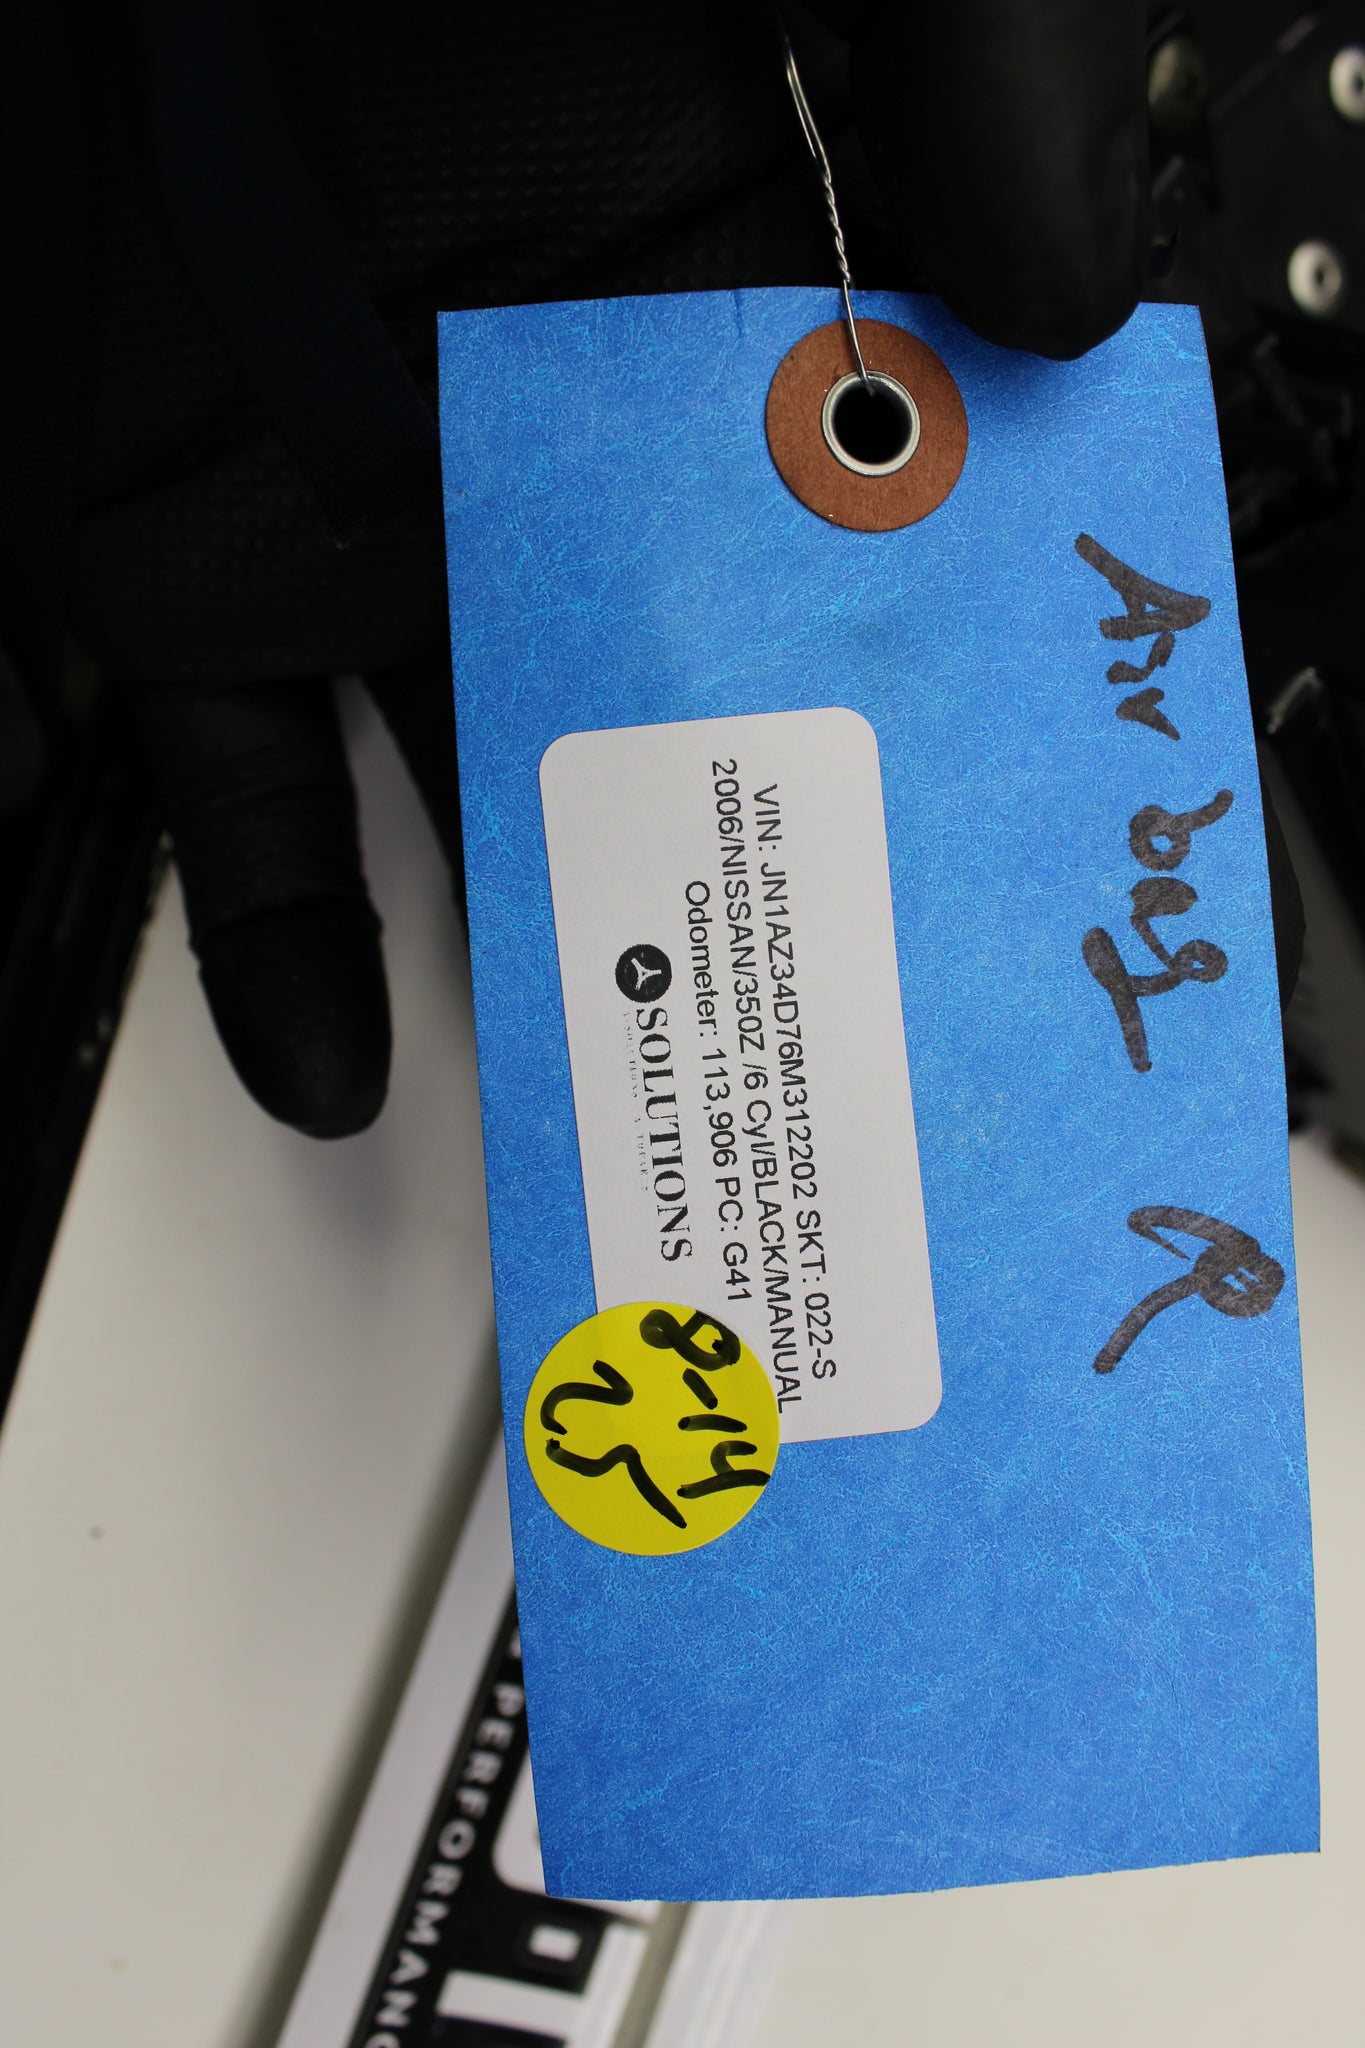 Air bag R
VIN: JN1AZ34D76M312202 SKT: 022-S
2006/NISSAN/350Z /6 Cyl/BLACK/MANUAL
Odometer: 113,906 PC: G41
SOLUTIONS
8-14
25
PERFORMANC